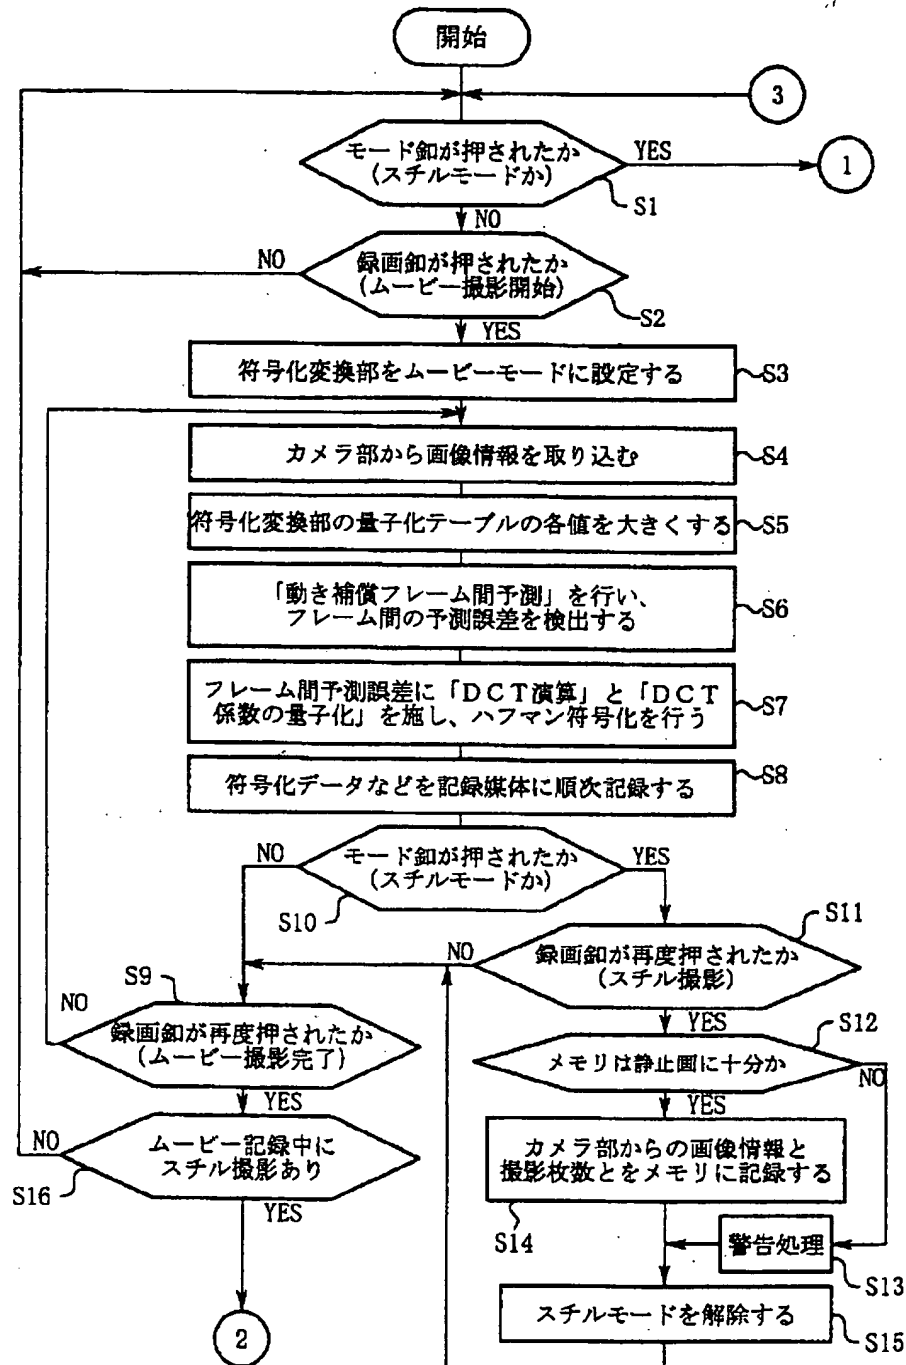 開始
3
モード釦が押されたか
(スチルモードか)
YES
1
S1
NO
録画釦が押されたか
(ムービー撮影開始)
NO
S2
YES
符号化変換部をムービーモードに設定する
S3
カメラ部から画像情報を取り込む
S4
符号化変換部の量子化テーブルの各値を大きくする
S5
「動き補償フレーム間予測」を行い、
フレーム間の予測誤差を検出する
S6
フレーム間予測誤差に「DCT演算」と「DCT
係数の量子化」を施し、ハフマン符号化を行う
S7
符号化データなどを記録媒体に順次記録する
S8
NO
モード釦が押されたか
(スチルモードか)
YES
S10
S11
NO
録画釦が再度押されたか
(スチル撮影)
YES
S9
NO
録画釦が再度押されたか
(ムービー撮影完了)
YES
S12
メモリは静止画に十分か
NO
YES
NO
ムービー記録中に
スチル撮影あり
S16
YES
カメラ部からの画像情報と
撮影枚数とをメモリに記録する
S14
警告処理
S13
スチルモードを解除する
S15
2